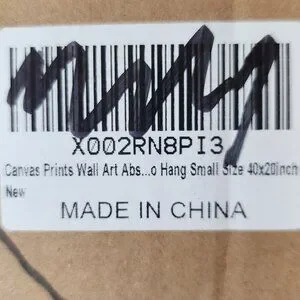 X002RN8PI3
Canvas Prints Wall Art Abs...o Hang Small Size 40x20inch
New
MADE IN CHINA